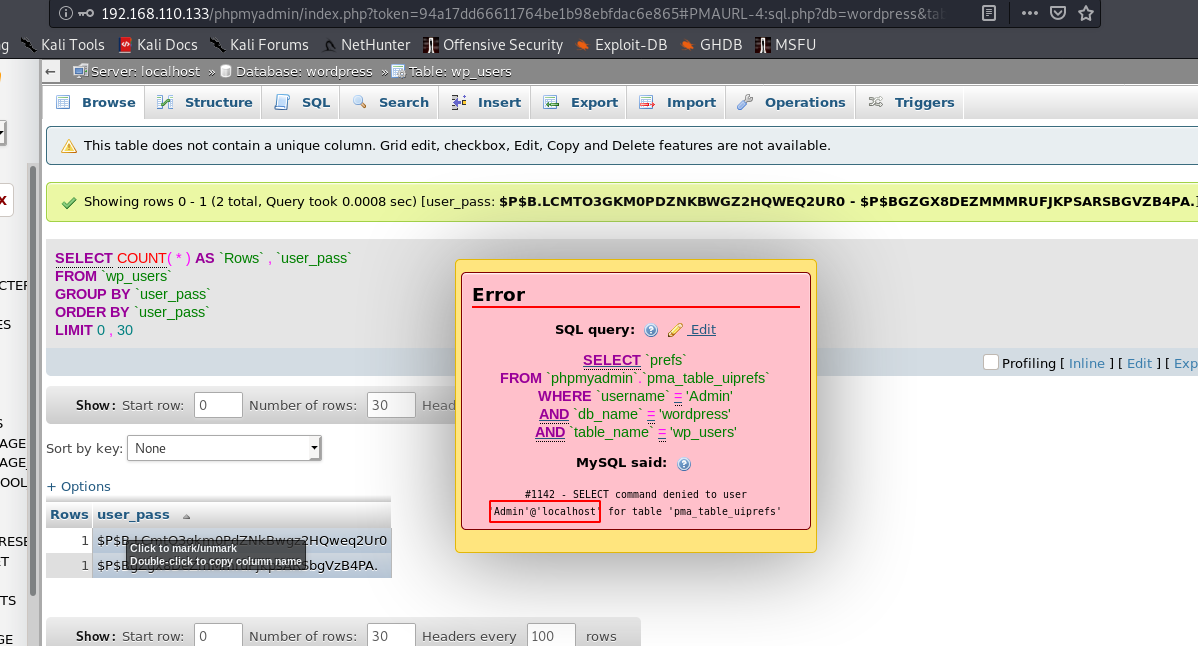 192.168.110.133/phpmyadmin/index.php?token=94a17dd66611764be1b98ebfdac6e865#PMAURL-4:sql.php?db=wordpress&tab
g Kali Tools Kali Docs Kali Forums NetHunter Offensive Security Exploit-DB GHDB MSFU
Server: localhost » Database: wordpress » Table: wp_users
Browse Structure SQL Search Insert Export Import Operations Triggers
This table does not contain a unique column. Grid edit, checkbox, Edit, Copy and Delete features are not available.
Showing rows 0 - 1 (2 total, Query took 0.0008 sec) [user_pass: $P$B.LCMTO3GKM0PDZNKBWGZ2HQWEQ2UR0 - $P$BGZGX8DEZMMMRUFJKPSARSBGVZB4PA.]
SELECT COUNT( * ) AS `Rows` , `user_pass`
FROM `wp_users`
GROUP BY `user_pass`
ORDER BY `user_pass`
LIMIT 0 , 30
Profiling [ Inline ] [ Edit ] [ Exp
Show: Start row: 0 Number of rows: 30 Head
Sort by key: None
+ Options
Rows user_pass
1 $P$B.LCmtO3gkm0PdZNkBwgz2HQweq2Ur0
Click to mark/unmark
Double-click to copy column name
1 $P$B SbgVzB4PA.
Show: Start row: 0 Number of rows: 30 Headers every 100 rows
Error
SQL query: Edit
SELECT `prefs`
FROM `phpmyadmin`.`pma_table_uiprefs`
WHERE `username` = 'Admin'
AND `db_name` = 'wordpress'
AND `table_name` = 'wp_users'
MySQL said:
#1142 - SELECT command denied to user
'Admin'@'localhost' for table 'pma_table_uiprefs'
CTER
ES
S
AGE
AGE_
OOL
RESE
ET
TS
GE